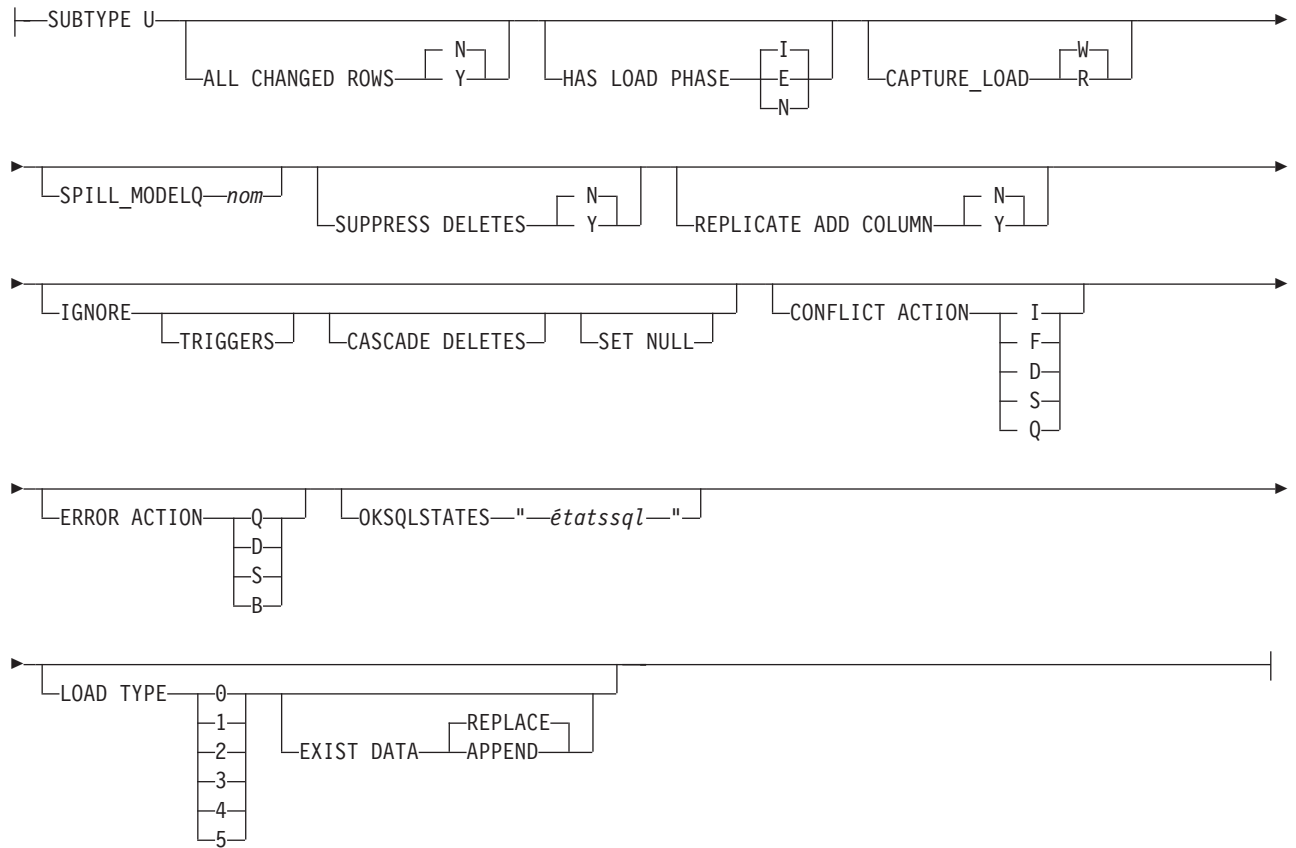 SUBTYPE U
N
I
W
ALL CHANGED ROWS Y
HAS LOAD PHASE E
CAPTURE_LOAD R
N
SPILL_MODELQ nom
N
N
SUPPRESS DELETES Y
REPLICATE ADD COLUMN Y
IGNORE
CONFLICT ACTION I
TRIGGERS
CASCADE DELETES
SET NULL
F
D
S
Q
ERROR ACTION Q
OKSQLSTATES " étatssql "
D
S
B
LOAD TYPE 0
1
REPLACE
2
EXIST DATA APPEND
3
4
5